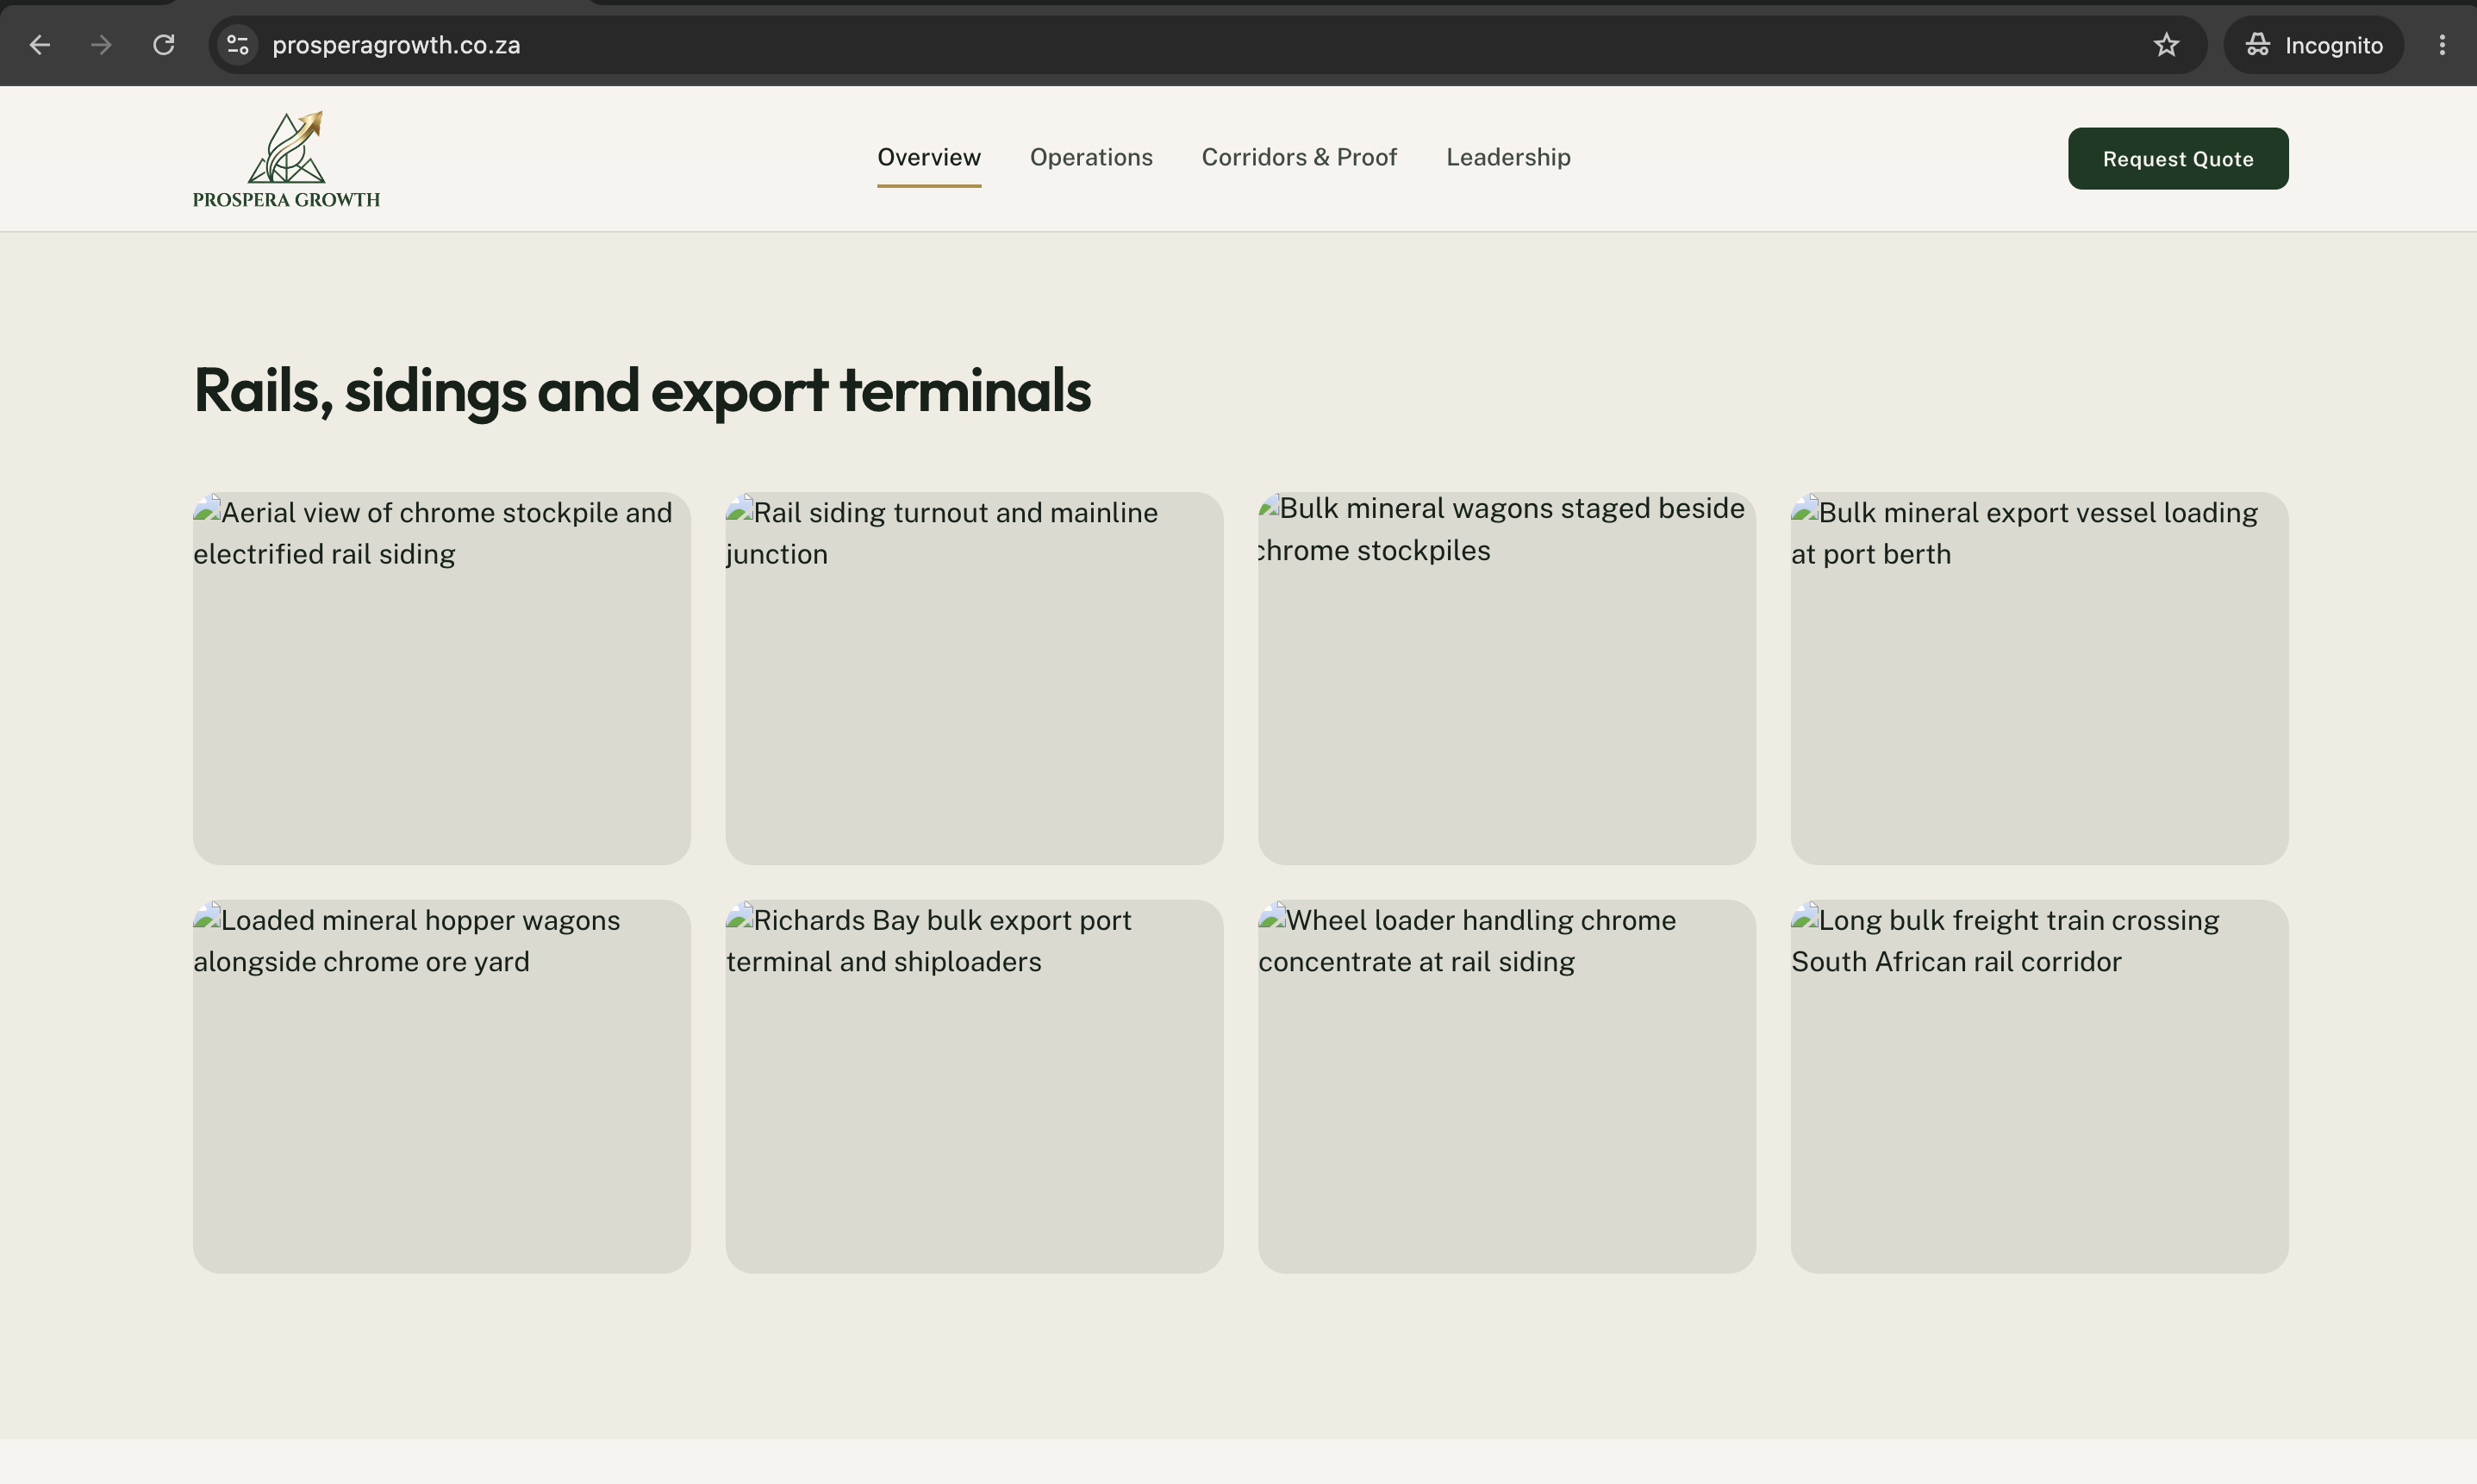 prosperagrowth.co.za
Incognito
PROSPERA GROWTH
Overview
Operations
Corridors & Proof
Leadership
Request Quote
Rails, sidings and export terminals
Aerial view of chrome stockpile and
electrified rail siding
Rail siding turnout and mainline
junction
Bulk mineral wagons staged beside
chrome stockpiles
Bulk mineral export vessel loading
at port berth
Loaded mineral hopper wagons
alongside chrome ore yard
Richards Bay bulk export port
terminal and shiploaders
Wheel loader handling chrome
concentrate at rail siding
Long bulk freight train crossing
South African rail corridor